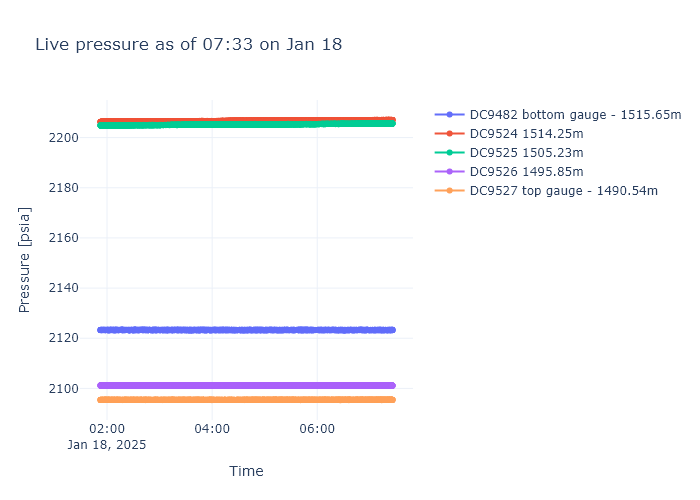 Live pressure as of 07:33 on Jan 18
DC9482 bottom gauge - 1515.65m
DC9524 1514.25m
DC9525 1505.23m
DC9526 1495.85m
DC9527 top gauge - 1490.54m
Pressure [psia]
2200
2180
2160
2140
2120
2100
02:00
Jan 18, 2025
04:00
06:00
Time